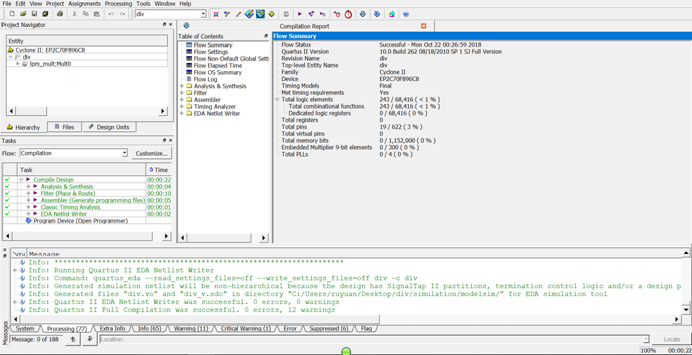 File Edit View Project Assignments Processing Tools Window Help
div
Project Navigator
Entity
Cyclone II: EP2C70F896C8
div
lpm_mult:Mult0
Hierarchy Files Design Units
Tasks
Flow: Compilation Customize...
Task Time
Compile Design 00:00:22
Analysis & Synthesis 00:00:04
Fitter (Place & Route) 00:00:10
Assembler (Generate programming files) 00:00:05
Classic Timing Analysis 00:00:01
EDA Netlist Writer 00:00:02
Program Device (Open Programmer)
Compilation Report
Table of Contents
Flow Summary
Flow Settings
Flow Non-Default Global Setti
Flow Elapsed Time
Flow OS Summary
Flow Log
Analysis & Synthesis
Fitter
Assembler
Timing Analyzer
EDA Netlist Writer
Flow Summary
Flow Status Successful - Mon Oct 22 00:26:59 2018
Quartus II Version 10.0 Build 262 08/18/2010 SP 1 SJ Full Version
Revision Name div
Top-level Entity Name div
Family Cyclone II
Device EP2C70F896C8
Timing Models Final
Met timing requirements Yes
Total logic elements 243 / 68,416 ( < 1 % )
Total combinational functions 243 / 68,416 ( < 1 % )
Dedicated logic registers 0 / 68,416 ( 0 % )
Total registers 0
Total pins 19 / 622 ( 3 % )
Total virtual pins 0
Total memory bits 0 / 1,152,000 ( 0 % )
Embedded Multiplier 9-bit elements 0 / 300 ( 0 % )
Total PLLs 0 / 4 ( 0 % )
Message
Info: *******************************************************************
Info: Running Quartus II EDA Netlist Writer
Info: Command: quartus_eda --read_settings_files=off --write_settings_files=off div -c div
Info: Generated simulation netlist will be non-hierarchical because the design has SignalTap II partitions, termination control logic and/or a design p
Info: Generated files "div.vo" and "div_v.sdo" in directory "C:/Users/ruyuan/Desktop/div/simulation/modelsim/" for EDA simulation tool
Info: Quartus II EDA Netlist Writer was successful. 0 errors, 0 warnings
Info: Quartus II Full Compilation was successful. 0 errors, 12 warnings
System Processing (77) Extra Info Info (65) Warning (11) Critical Warning (1) Error Suppressed (6) Flag
Messages
Message: 0 of 188 Location: Locate
100% 00:00:22